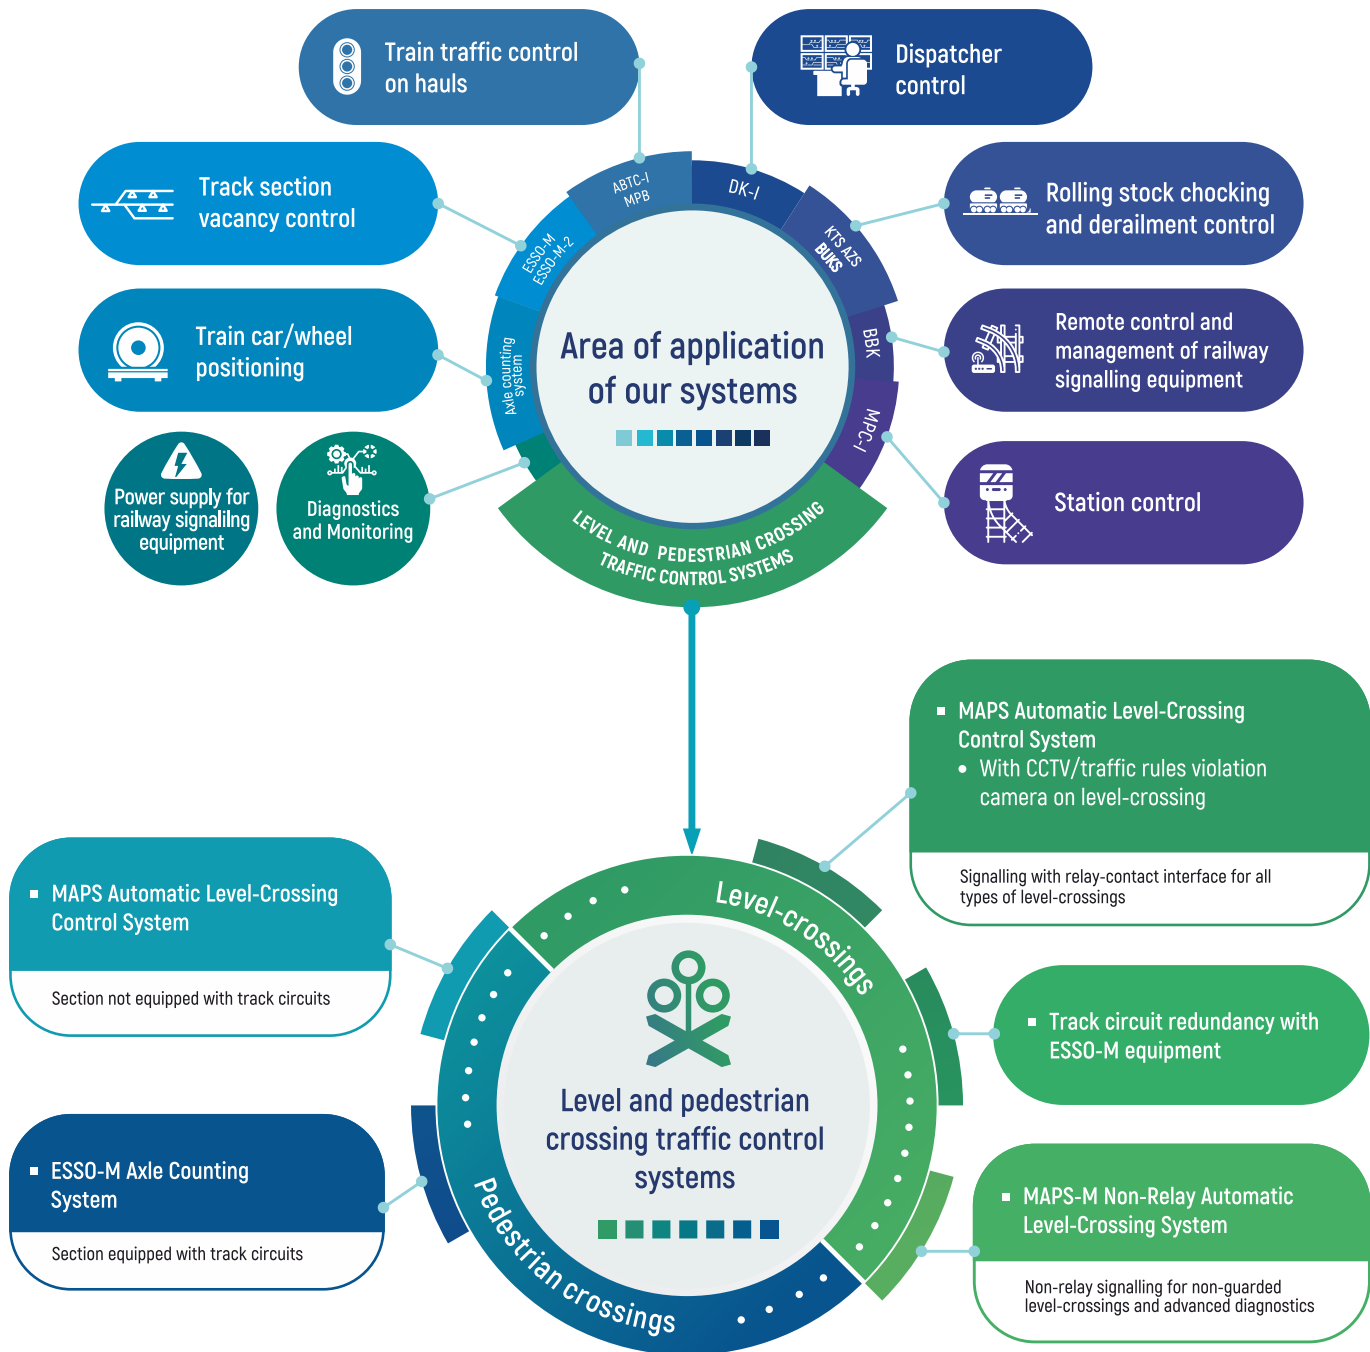 Train traffic control
on hauls
Dispatcher
control
Track section
vacancy control
Rolling stock chocking
and derailment control
Train car/wheel
positioning
Remote control and
management of railway
signalling equipment
Power supply for
railway signalilng
equipment
Diagnostics
and Monitoring
Station control
ABTC-I
MPB
DK-I
ESSO-M
ESSO-M-2
KTS AZS
BUKS
Axle counting
system
BBK
MPC-I
Area of application
of our systems
LEVEL AND PEDESTRIAN CROSSING
TRAFFIC CONTROL SYSTEMS
MAPS Automatic Level-Crossing
Control System
With CCTV/traffic rules violation
camera on level-crossing
Signalling with relay-contact interface for all
types of level-crossings
MAPS Automatic Level-Crossing
Control System
Section not equipped with track circuits
Level-crossings
Track circuit redundancy with
ESSO-M equipment
Level and pedestrian
crossing traffic control
systems
ESSO-M Axle Counting
System
Section equipped with track circuits
Pedestrian crossings
MAPS-M Non-Relay Automatic
Level-Crossing System
Non-relay signalling for non-guarded
level-crossings and advanced diagnostics